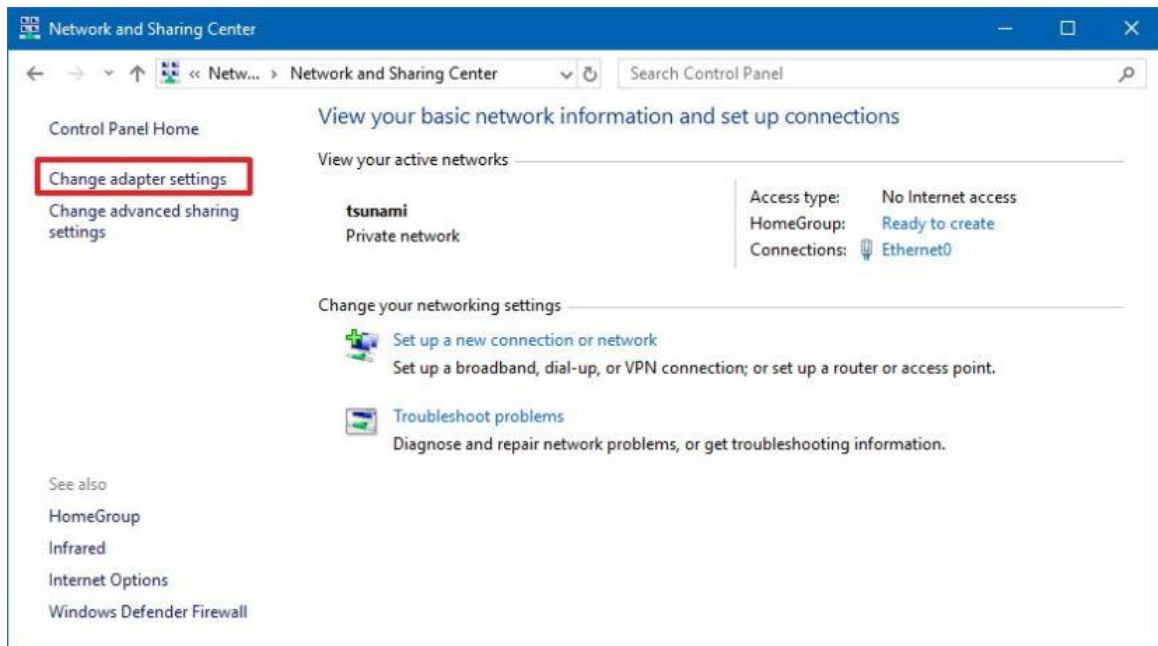 Network and Sharing Center
« Netw... › Network and Sharing Center
Search Control Panel
Control Panel Home
Change adapter settings
Change advanced sharing
settings
See also
HomeGroup
Infrared
Internet Options
Windows Defender Firewall
View your basic network information and set up connections
View your active networks
tsunami
Private network
Access type: No Internet access
HomeGroup: Ready to create
Connections: Ethernet0
Change your networking settings
Set up a new connection or network
Set up a broadband, dial-up, or VPN connection; or set up a router or access point.
Troubleshoot problems
Diagnose and repair network problems, or get troubleshooting information.